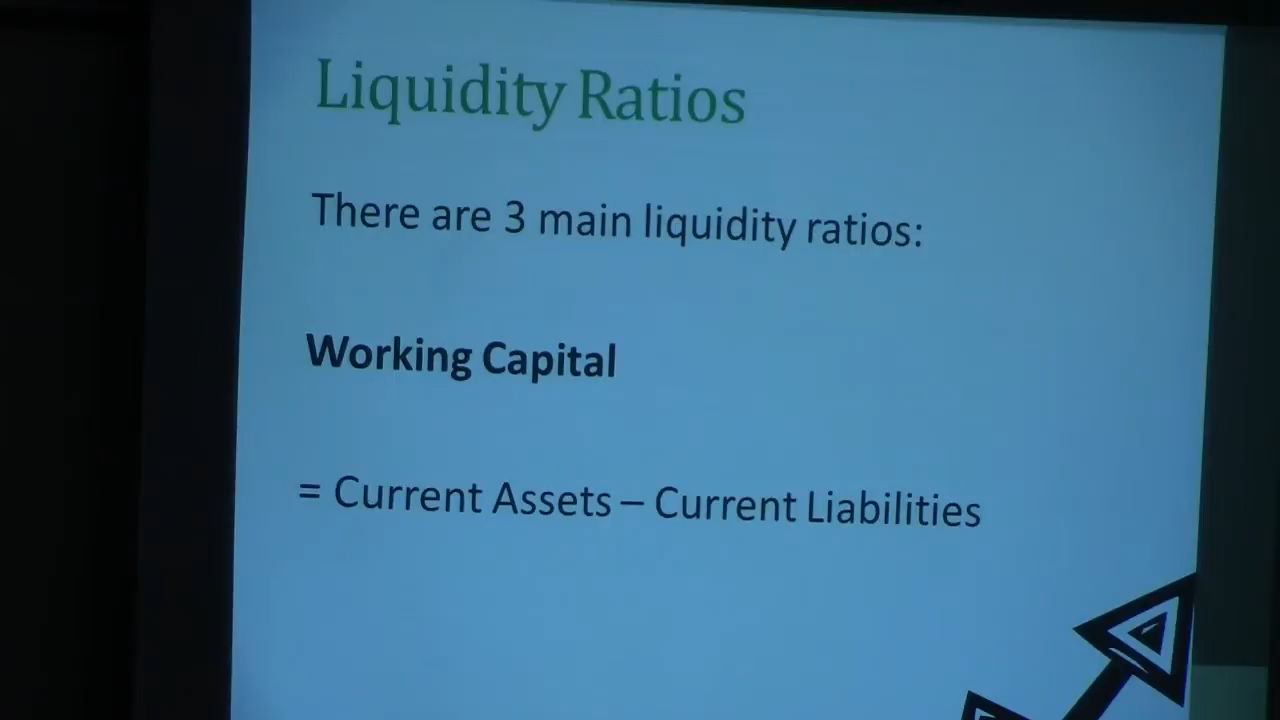 Liquidity Ratios
There are 3 main liquidity ratios:
Working Capital
= Current Assets – Current Liabilities